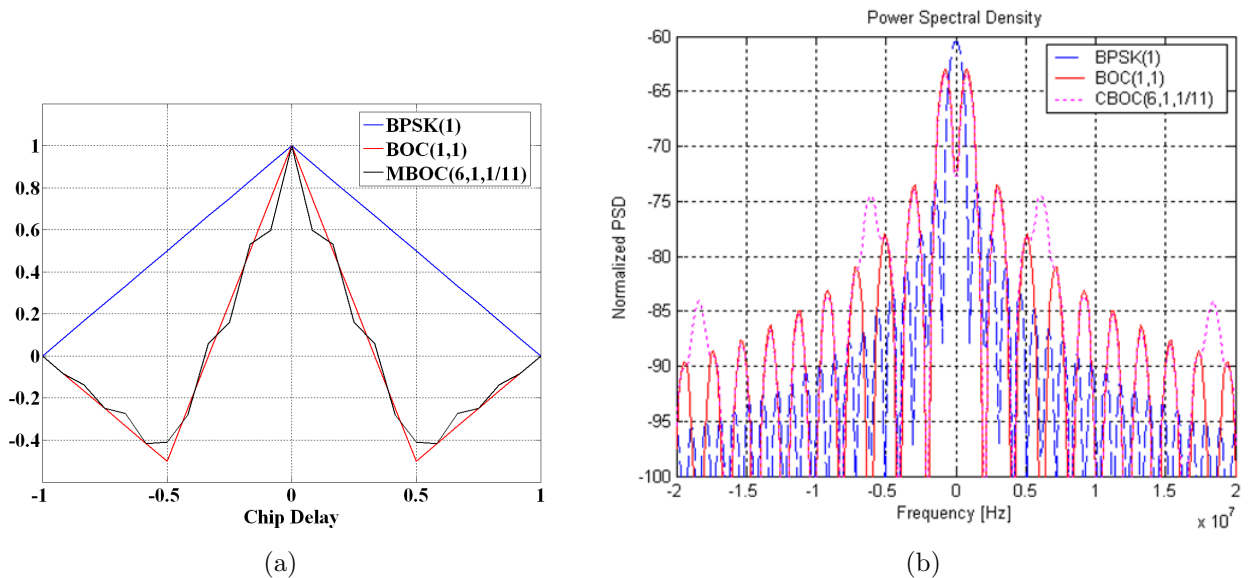 BPSK(1)
BOC(1,1)
MBOC(6,1,1/11)
1
0.8
0.6
0.4
0.2
0
-0.2
-0.4
-1
-0.5
0
0.5
1
Chip Delay
(a)
Power Spectral Density
BPSK(1)
BOC(1,1)
CBOC(6,1,1/11)
Normalized PSD
-60
-65
-70
-75
-80
-85
-90
-95
-100
-2
-1.5
-1
-0.5
0
0.5
1
1.5
2
Frequency [Hz]
x 10^7
(b)